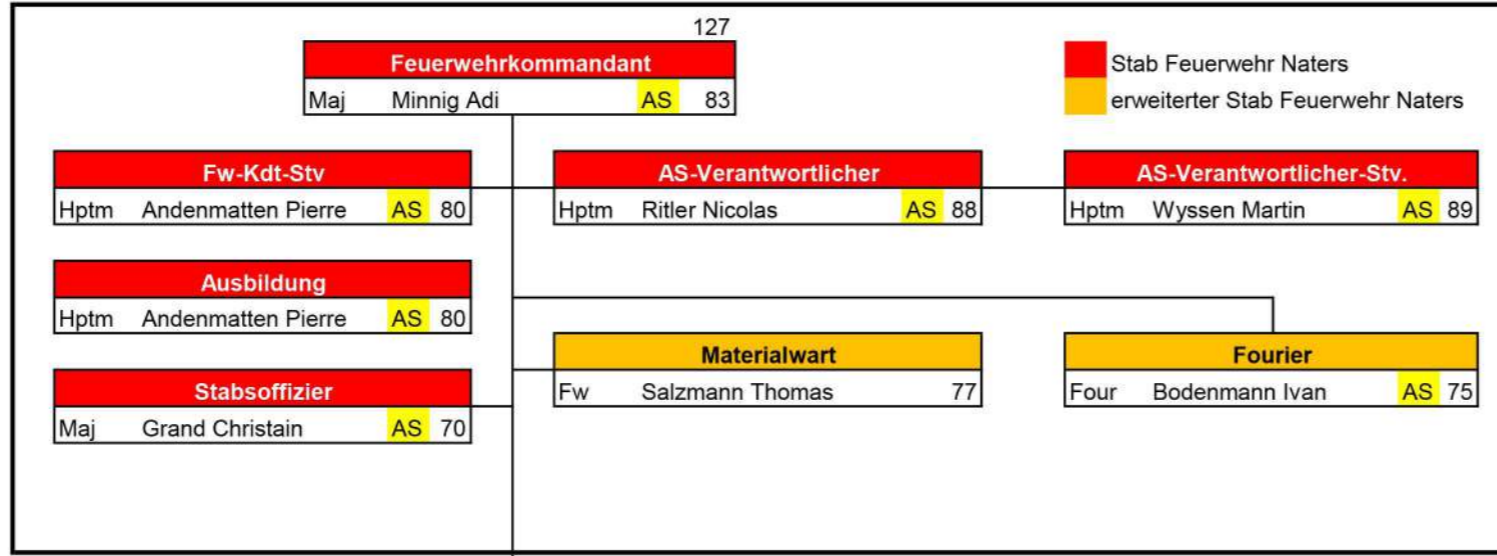 127
Feuerwehrkommandant
Maj Minnig Adi AS 83
Stab Feuerwehr Naters
erweiterter Stab Feuerwehr Naters
Fw-Kdt-Stv
Hptm Andenmatten Pierre AS 80
AS-Verantwortlicher
Hptm Ritler Nicolas AS 88
AS-Verantwortlicher-Stv.
Hptm Wyssen Martin AS 89
Ausbildung
Hptm Andenmatten Pierre AS 80
Materialwart
Fw Salzmann Thomas 77
Fourier
Four Bodenmann Ivan AS 75
Stabsoffizier
Maj Grand Christain AS 70